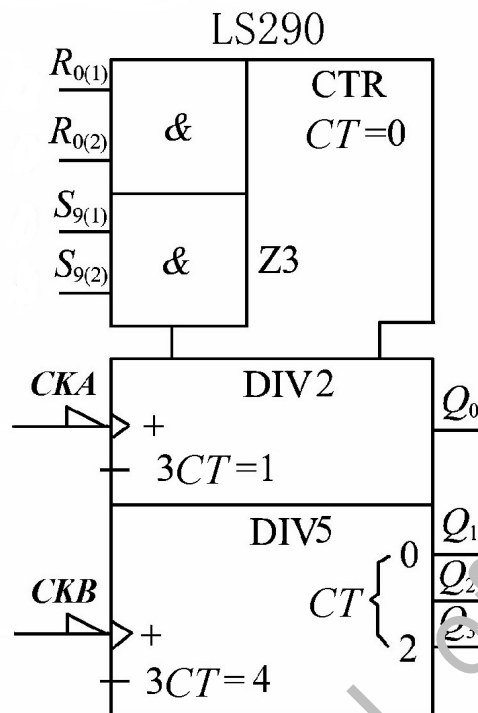 LS290
R0(1)
CTR
&
CT=0
R0(2)
S9(1)
&
Z3
S9(2)
DIV2
CKA
Q0
+
3CT=1
DIV5
Q1
0
CKB
CT
Q2
+
Q3
2
3CT=4